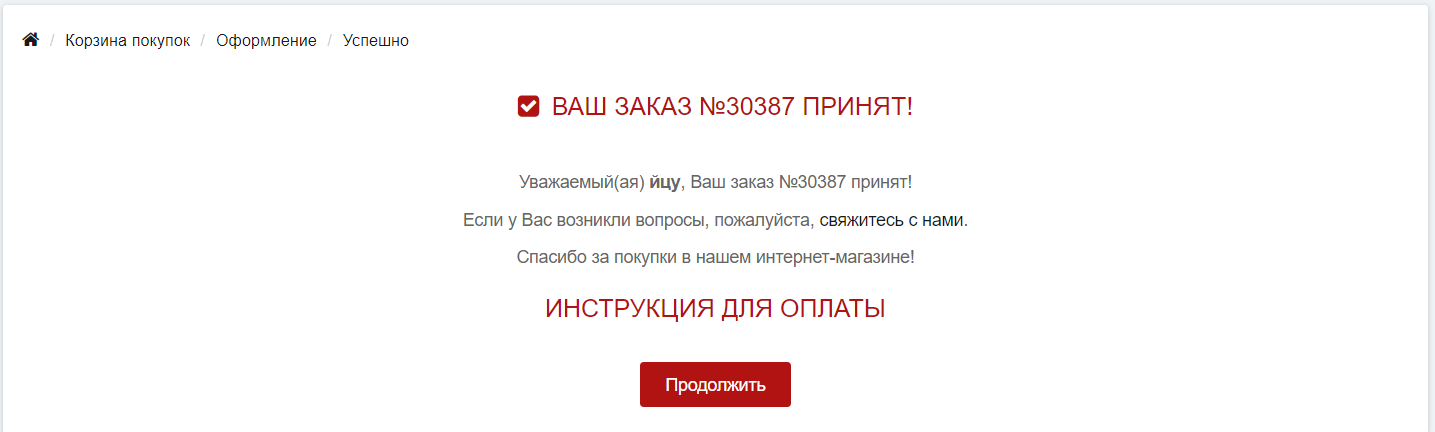 / Корзина покупок / Оформление / Успешно
ВАШ ЗАКАЗ №30387 ПРИНЯТ!
Уважаемый(ая) йцу, Ваш заказ №30387 принят!
Если у Вас возникли вопросы, пожалуйста, свяжитесь с нами.
Спасибо за покупки в нашем интернет-магазине!
ИНСТРУКЦИЯ ДЛЯ ОПЛАТЫ
Продолжить